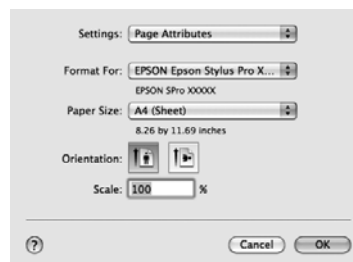 Settings: Page Attributes
Format For: EPSON Epson Stylus Pro X...
EPSON SPro XXXXX
Paper Size: A4 (Sheet)
8.26 by 11.69 inches
Orientation:
Scale: 100 %
? Cancel OK